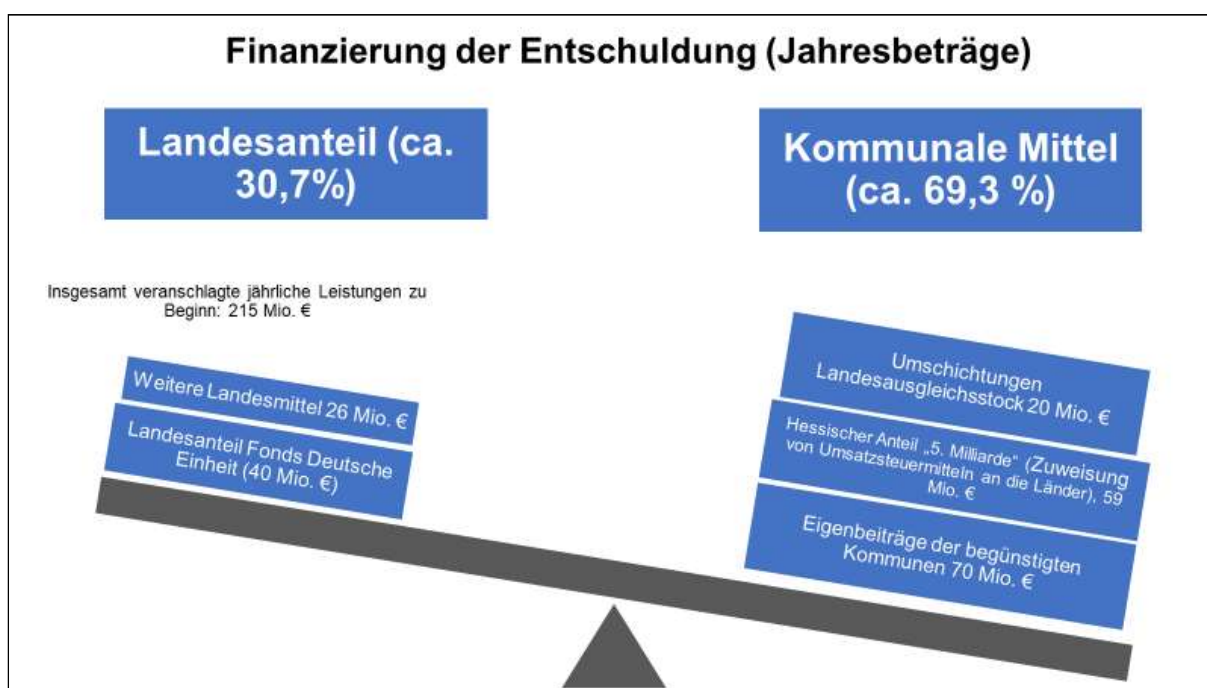 Finanzierung der Entschuldung (Jahresbeträge)
Landesanteil (ca.
30,7%)
Kommunale Mittel
(ca. 69,3 %)
Insgesamt veranschlagte jährliche Leistungen zu
Beginn: 215 Mio. €
Weitere Landesmittel 26 Mio. €
Landesanteil Fonds Deutsche
Einheit (40 Mio. €)
Umschichtungen
Landesausgleichsstock 20 Mio. €
Hessischer Anteil „5. Milliarde“ (Zuweisung
von Umsatzsteuermitteln an die Länder), 59
Mio. €
Eigenbeiträge der begünstigten
Kommunen 70 Mio. €